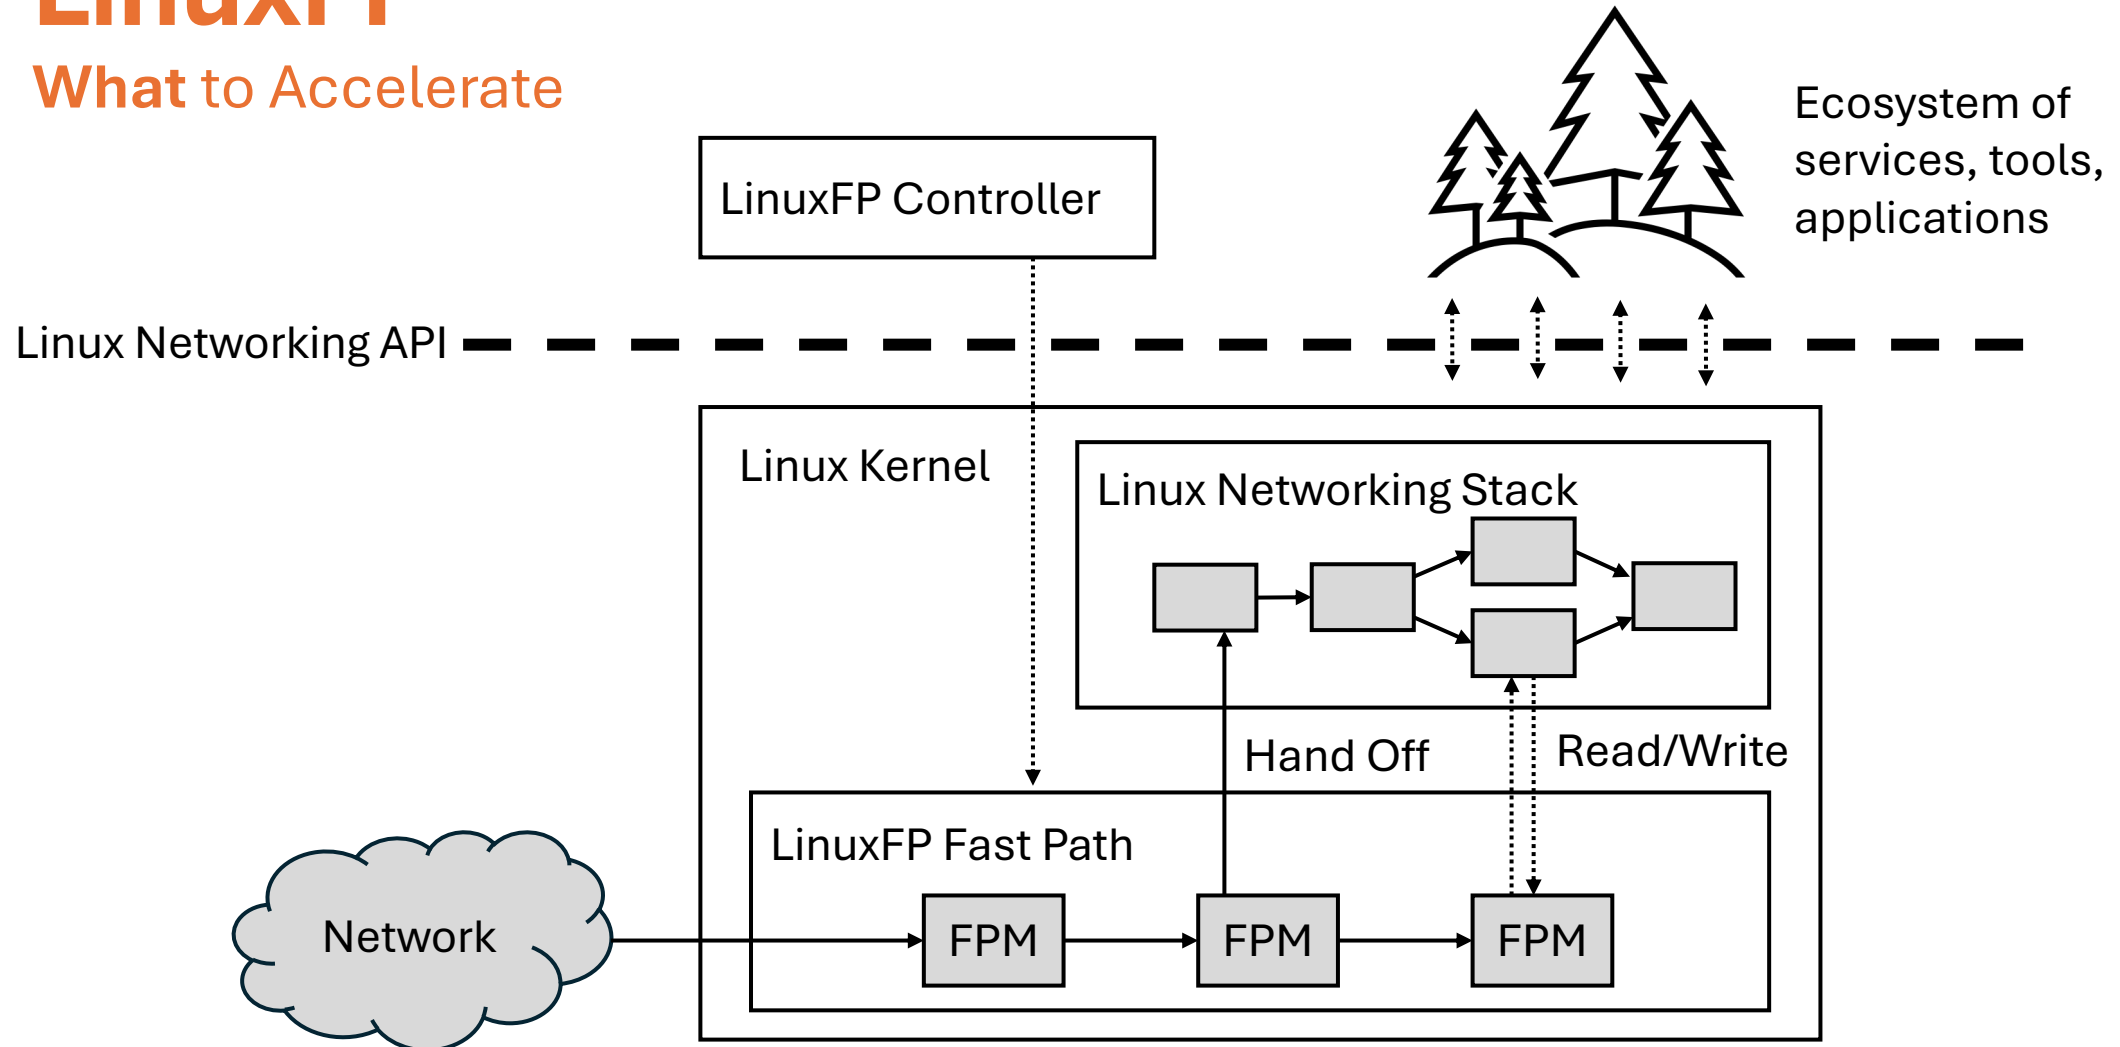 LinuxFP
What to Accelerate
Ecosystem of
services, tools,
applications
LinuxFP Controller
Linux Networking API
Linux Kernel
Linux Networking Stack
Hand Off
Read/Write
LinuxFP Fast Path
Network
FPM
FPM
FPM